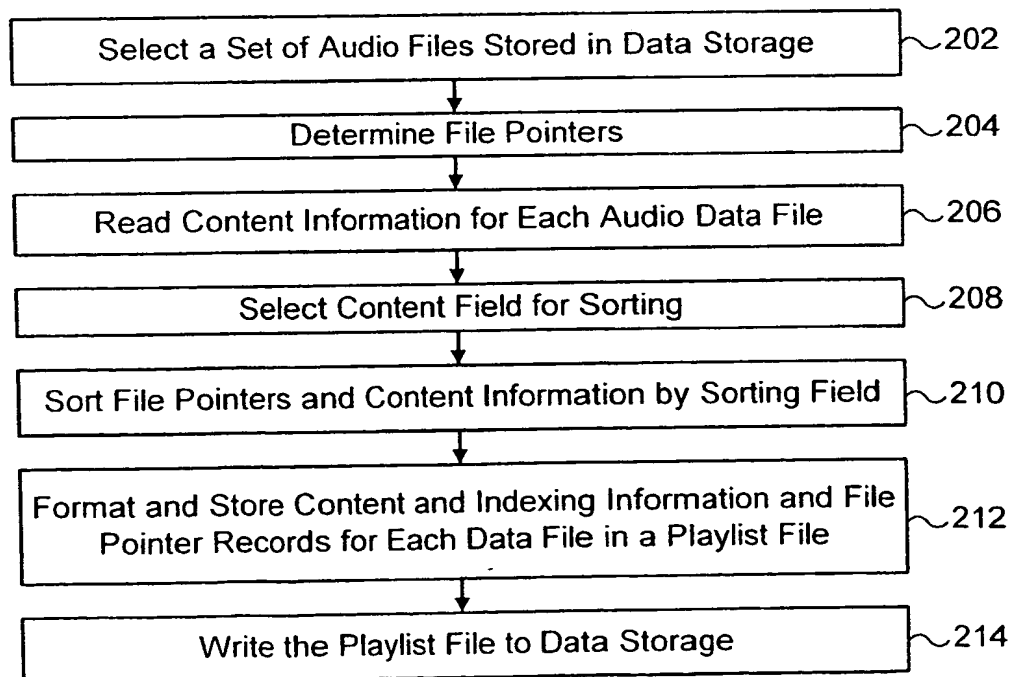 Select a Set of Audio Files Stored in Data Storage 202
Determine File Pointers 204
Read Content Information for Each Audio Data File 206
Select Content Field for Sorting 208
Sort File Pointers and Content Information by Sorting Field 210
Format and Store Content and Indexing Information and File
Pointer Records for Each Data File in a Playlist File 212
Write the Playlist File to Data Storage 214